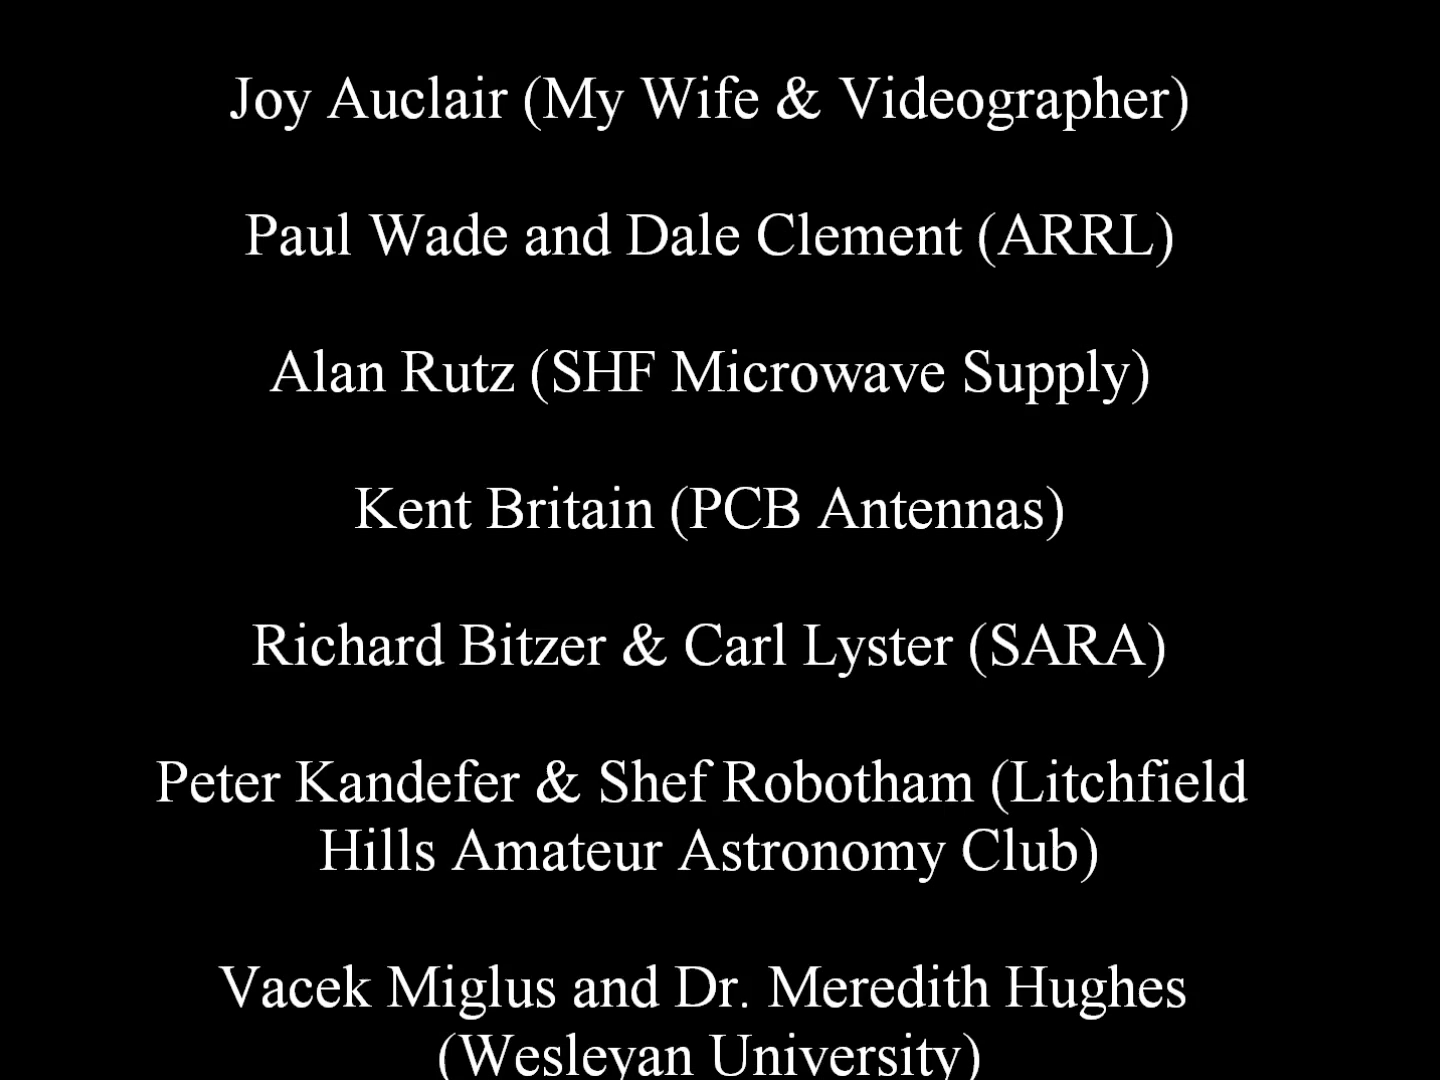 Joy Auclair (My Wife & Videographer)
Paul Wade and Dale Clement (ARRL)
Alan Rutz (SHF Microwave Supply)
Kent Britain (PCB Antennas)
Richard Bitzer & Carl Lyster (SARA)
Peter Kandefer & Shef Robotham (Litchfield
Hills Amateur Astronomy Club)
Vacek Miglus and Dr. Meredith Hughes
(Wesleyan University)